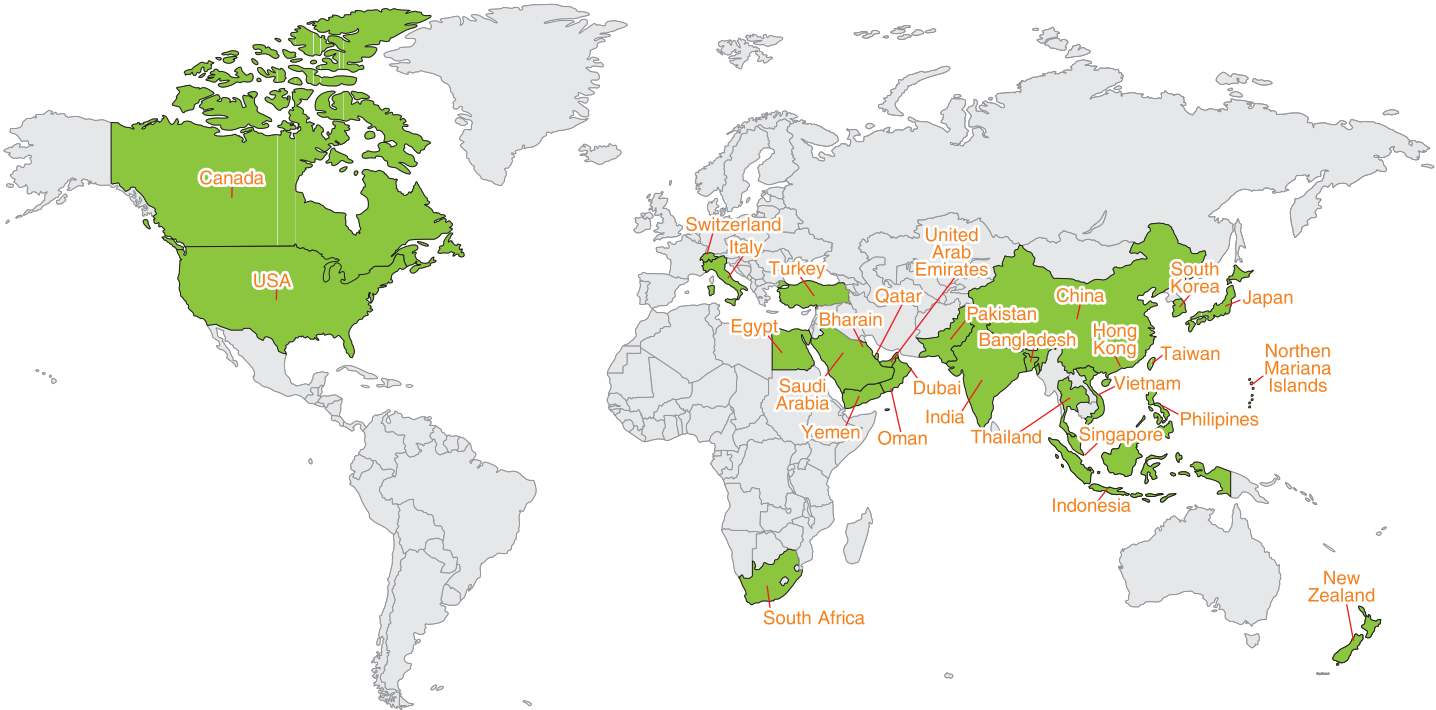 Canada
USA
Switzerland
Italy
Turkey
United
Arab
Emirates
Qatar
Bharain
Egypt
Saudi
Arabia
Yemen
Oman
Dubai
Pakistan
Bangladesh
India
China
Hong
Kong
South
Korea
Japan
Taiwan
Vietnam
Thailand
Singapore
Philipines
Northen
Mariana
Islands
Indonesia
South Africa
New
Zealand